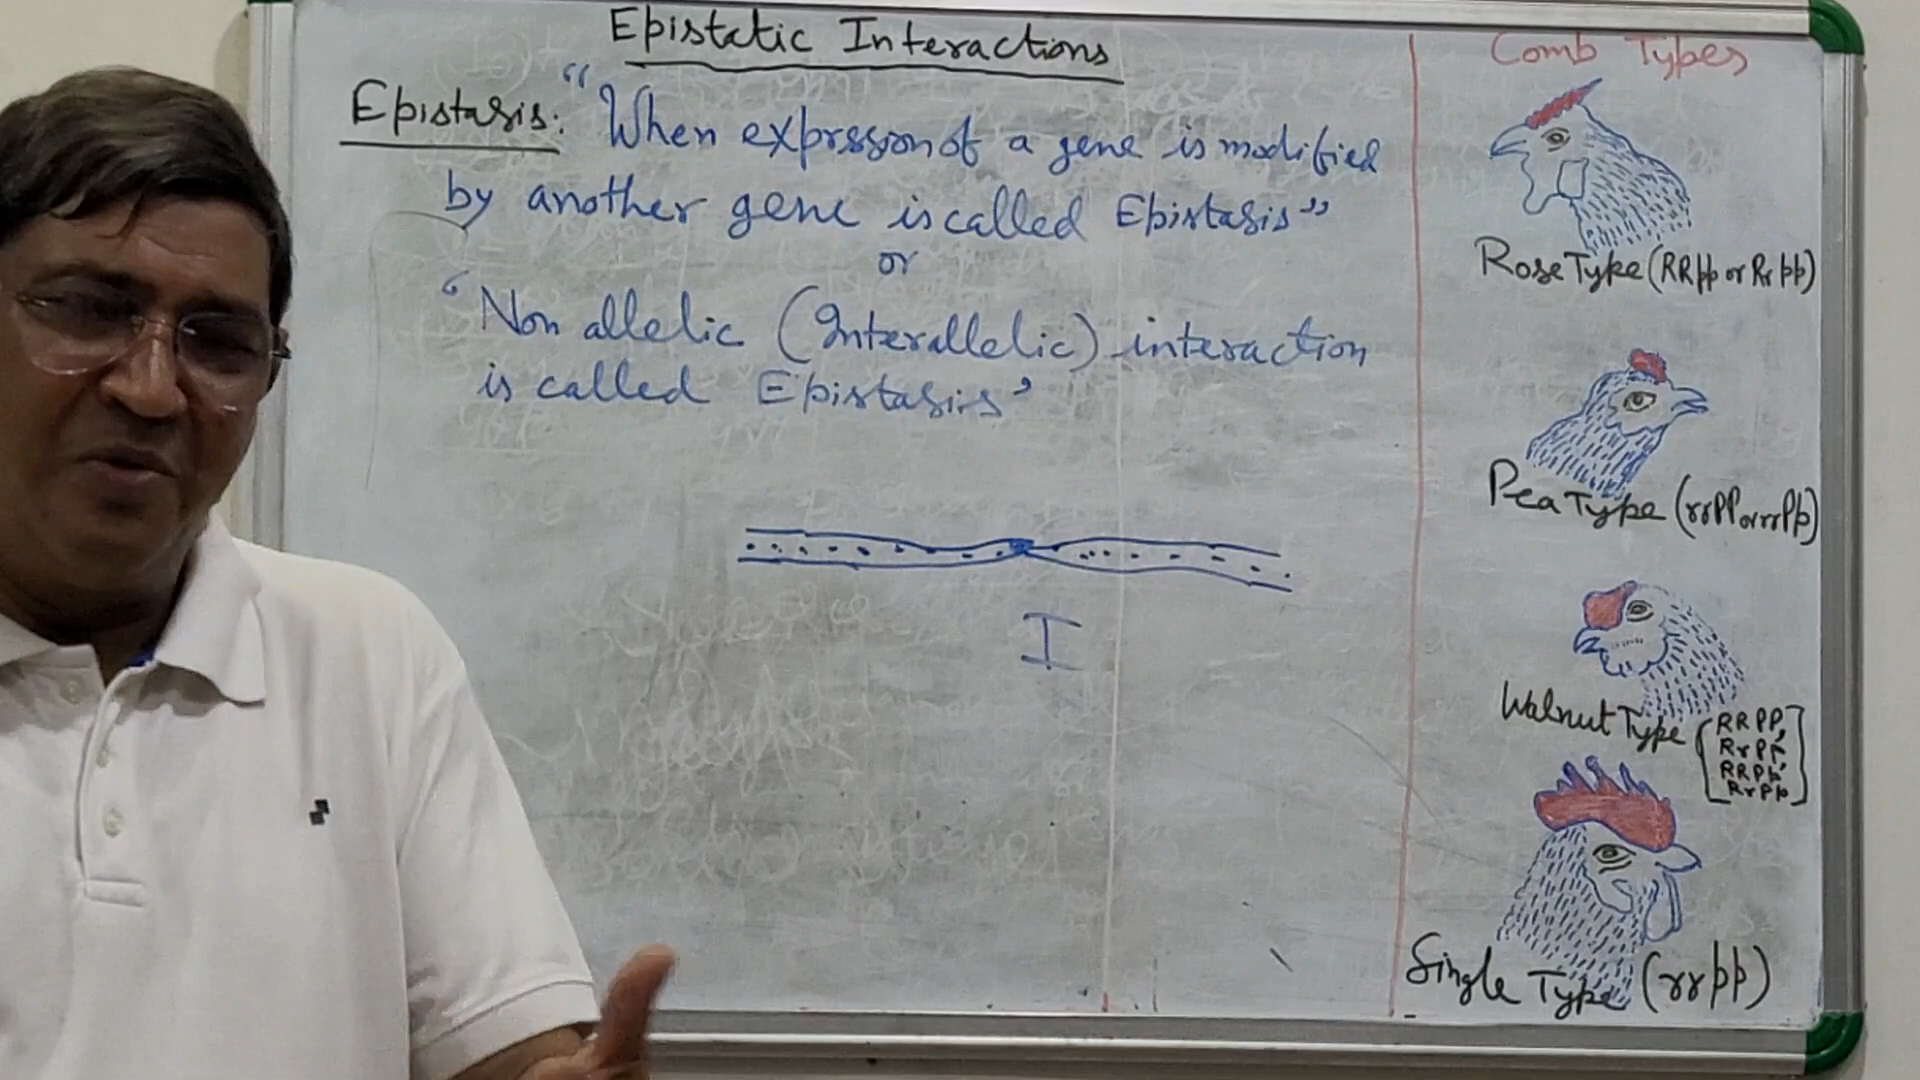 Epistatic Interactions
Epistasis: "When expression of a gene is modified
by another gene is called Epistasis"
or
"Non allelic (Interallelic) interaction
is called Epistasis"
I
Comb Types
Rose Type (RRpp or Rrpp)
Pea Type (rrPP or rrPp)
Walnut Type [RRPP,
RrPP,
RRPp,
RrPp]
Single Type (rrpp)